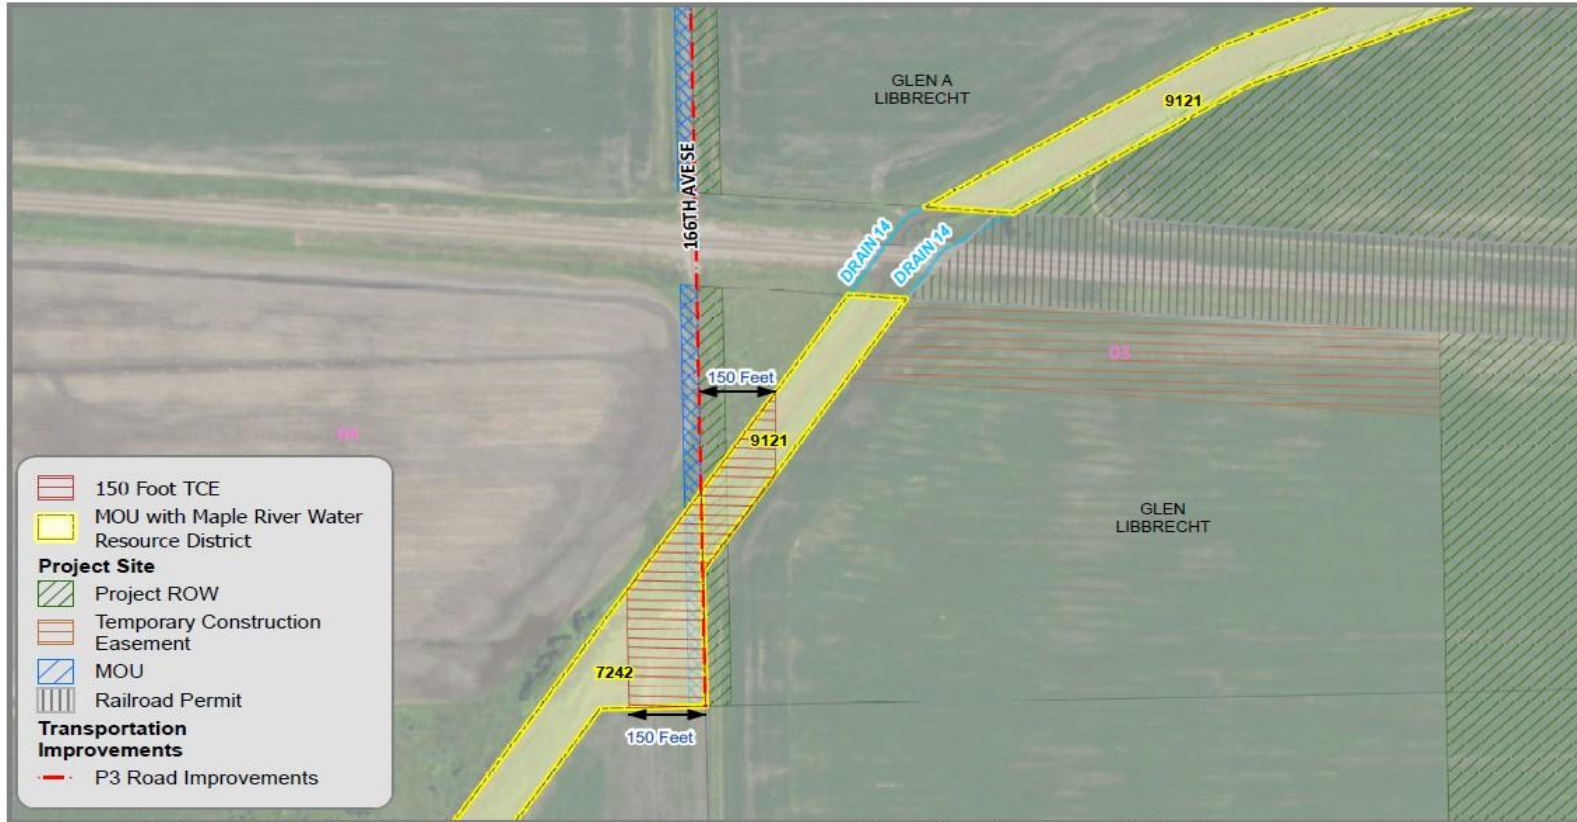 GLEN A
LIBBRECHT
9121
166TH AVE SE
DRAIN 14
DRAIN 14
03
150 Feet
9121
GLEN
LIBBRECHT
7242
150 Feet
150 Foot TCE
MOU with Maple River Water
Resource District
Project Site
Project ROW
Temporary Construction
Easement
MOU
Railroad Permit
Transportation
Improvements
P3 Road Improvements